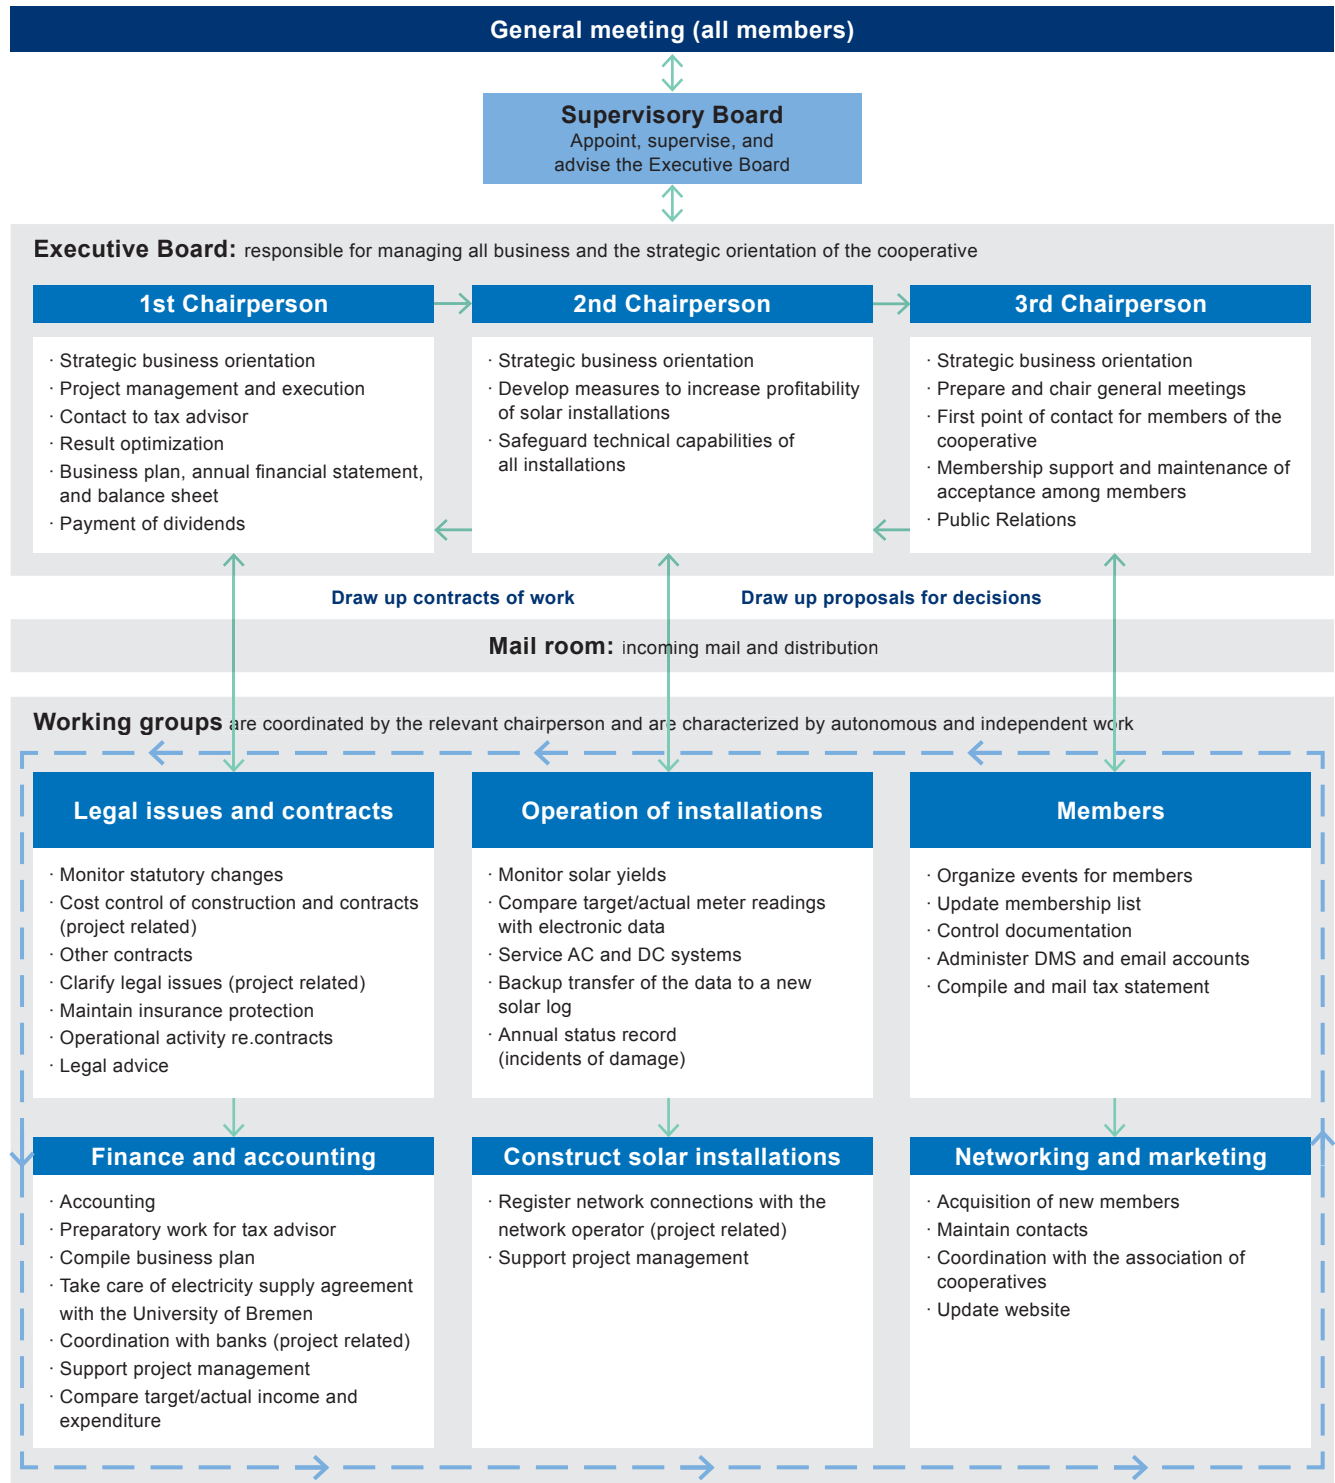 General meeting (all members)
Supervisory Board
Appoint, supervise, and
advise the Executive Board
Executive Board: responsible for managing all business and the strategic orientation of the cooperative
1st Chairperson
· Strategic business orientation
· Project management and execution
· Contact to tax advisor
· Result optimization
· Business plan, annual financial statement,
and balance sheet
· Payment of dividends
2nd Chairperson
· Strategic business orientation
· Develop measures to increase profitability
of solar installations
· Safeguard technical capabilities of
all installations
3rd Chairperson
· Strategic business orientation
· Prepare and chair general meetings
· First point of contact for members of the
cooperative
· Membership support and maintenance of
acceptance among members
· Public Relations
Draw up contracts of work
Draw up proposals for decisions
Mail room: incoming mail and distribution
Working groups are coordinated by the relevant chairperson and are characterized by autonomous and independent work
Legal issues and contracts
· Monitor statutory changes
· Cost control of construction and contracts
(project related)
· Other contracts
· Clarify legal issues (project related)
· Maintain insurance protection
· Operational activity re.contracts
· Legal advice
Operation of installations
· Monitor solar yields
· Compare target/actual meter readings
with electronic data
· Service AC and DC systems
· Backup transfer of the data to a new
solar log
· Annual status record
(incidents of damage)
Members
· Organize events for members
· Update membership list
· Control documentation
· Administer DMS and email accounts
· Compile and mail tax statement
Finance and accounting
· Accounting
· Preparatory work for tax advisor
· Compile business plan
· Take care of electricity supply agreement
with the University of Bremen
· Coordination with banks (project related)
· Support project management
· Compare target/actual income and
expenditure
Construct solar installations
· Register network connections with the
network operator (project related)
· Support project management
Networking and marketing
· Acquisition of new members
· Maintain contacts
· Coordination with the association of
cooperatives
· Update website